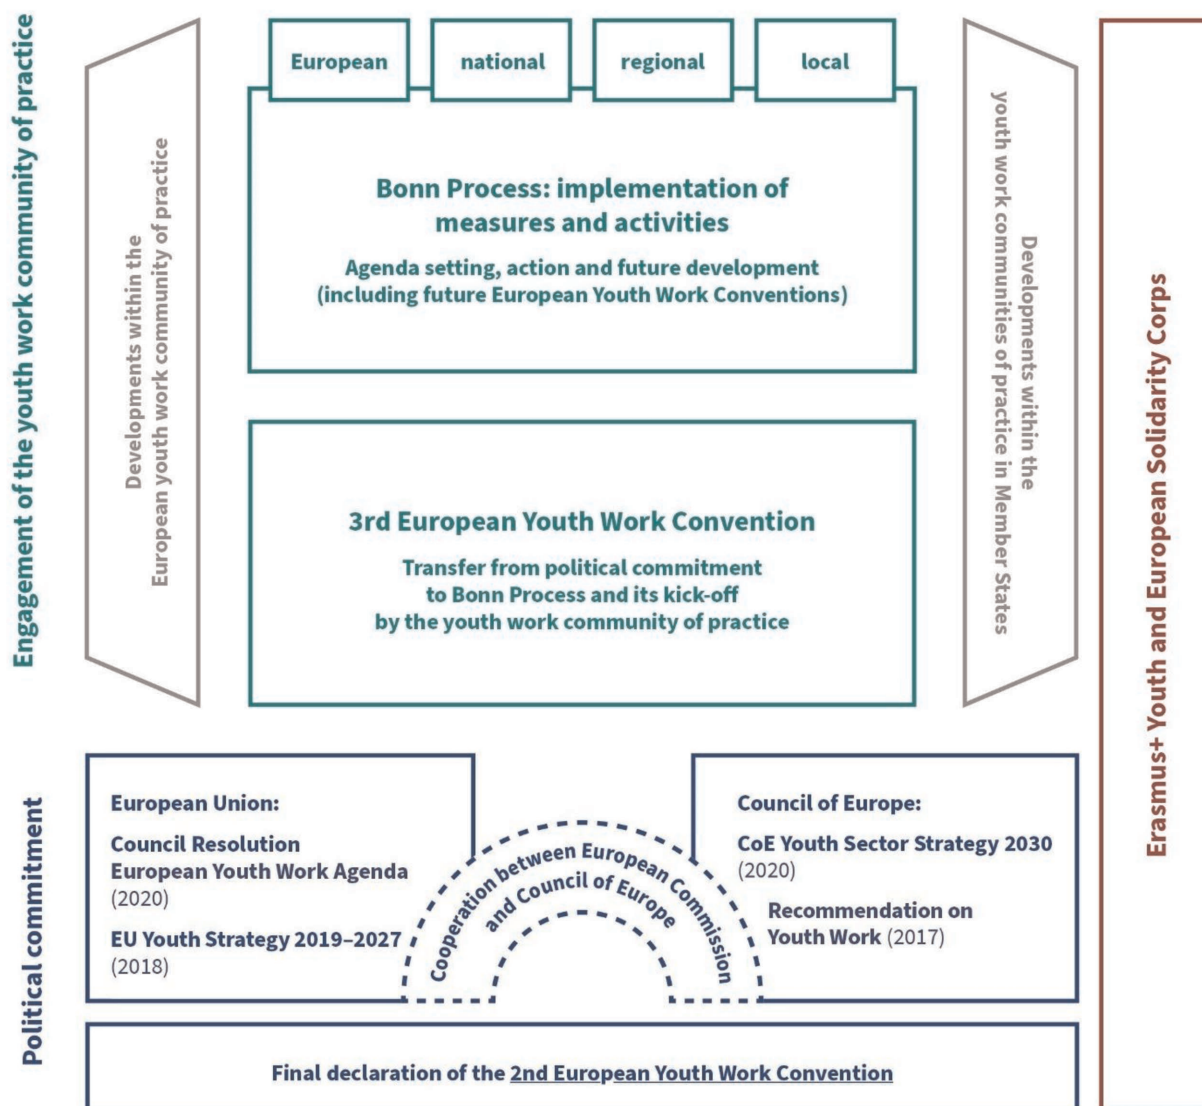 Engagement of the youth work community of practice
Developments within the
European youth work community of practice
European
national
regional
local
Bonn Process: implementation of
measures and activities
Agenda setting, action and future development
(including future European Youth Work Conventions)
3rd European Youth Work Convention
Transfer from political commitment
to Bonn Process and its kick-off
by the youth work community of practice
Developments within the
youth work communities of practice in Member States
Erasmus+ Youth and European Solidarity Corps
Political commitment
European Union:
Council Resolution
European Youth Work Agenda
(2020)
EU Youth Strategy 2019–2027
(2018)
Cooperation between European Commission
and Council of Europe
Council of Europe:
CoE Youth Sector Strategy 2030
(2020)
Recommendation on
Youth Work (2017)
Final declaration of the 2nd European Youth Work Convention